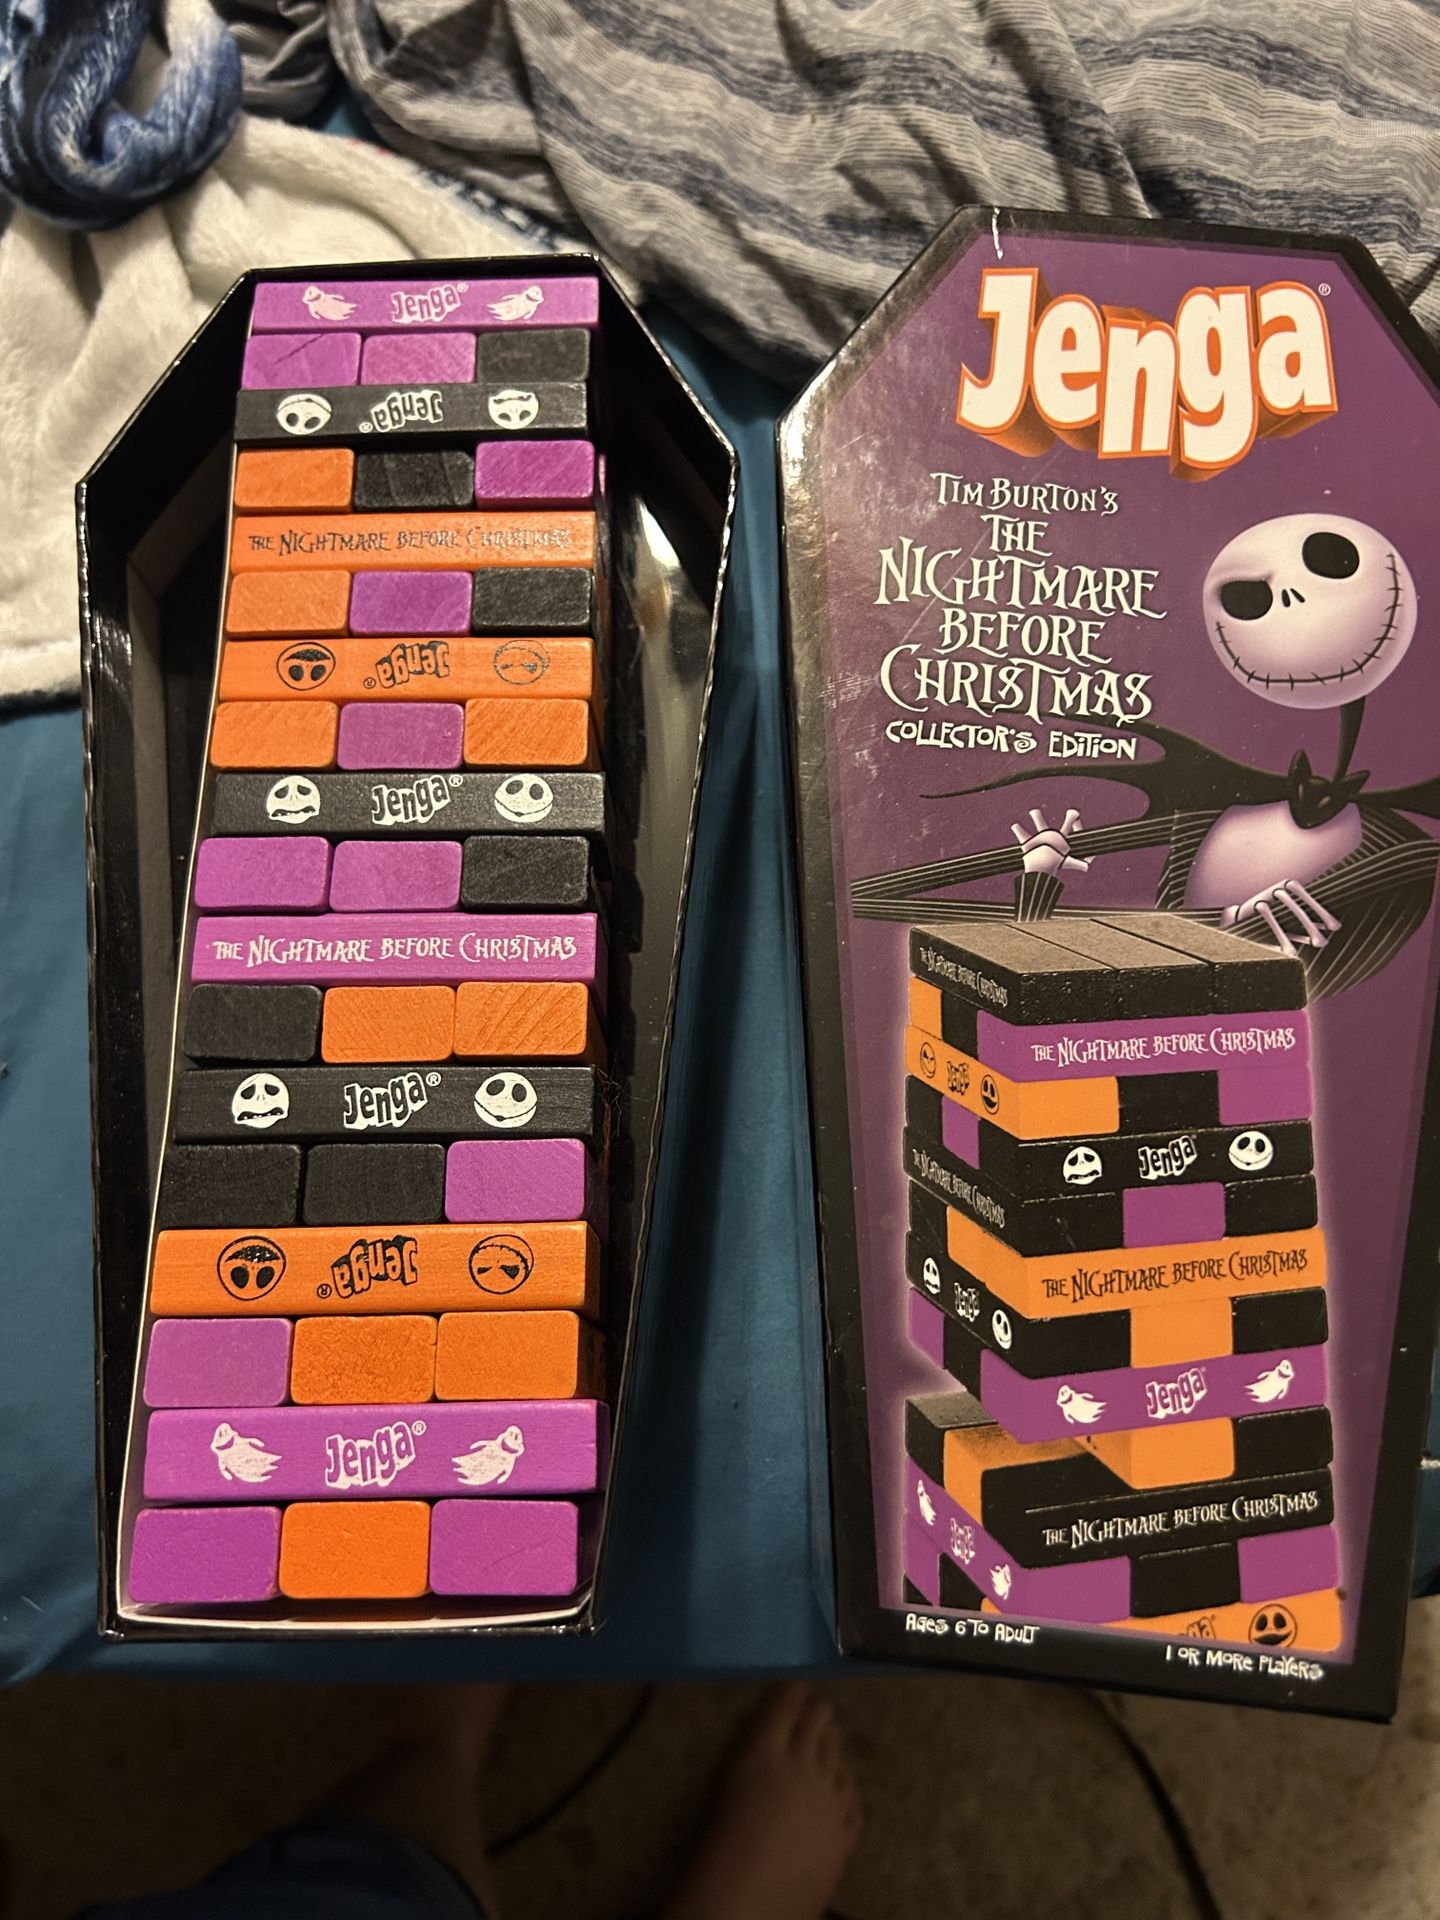 Jenga®
Jenga®
THE NIGHTMARE BEFORE CHRISTMAS
Jenga®
Jenga®
THE NIGHTMARE BEFORE CHRISTMAS
Jenga®
Jenga®
Jenga®
Jenga®
TIM BURTON'S
THE
NIGHTMARE
BEFORE
CHRISTMAS
COLLECTOR'S EDITION
THE NIGHTMARE BEFORE CHRISTMAS
THE NIGHTMARE BEFORE CHRISTMAS
Jenga
Jenga
THE NIGHTMARE BEFORE CHRISTMAS
THE NIGHTMARE BEFORE CHRISTMAS
Jenga
Jenga
THE NIGHTMARE BEFORE CHRISTMAS
Jenga
AGES 6 TO ADULT
1 OR MORE PLAYERS